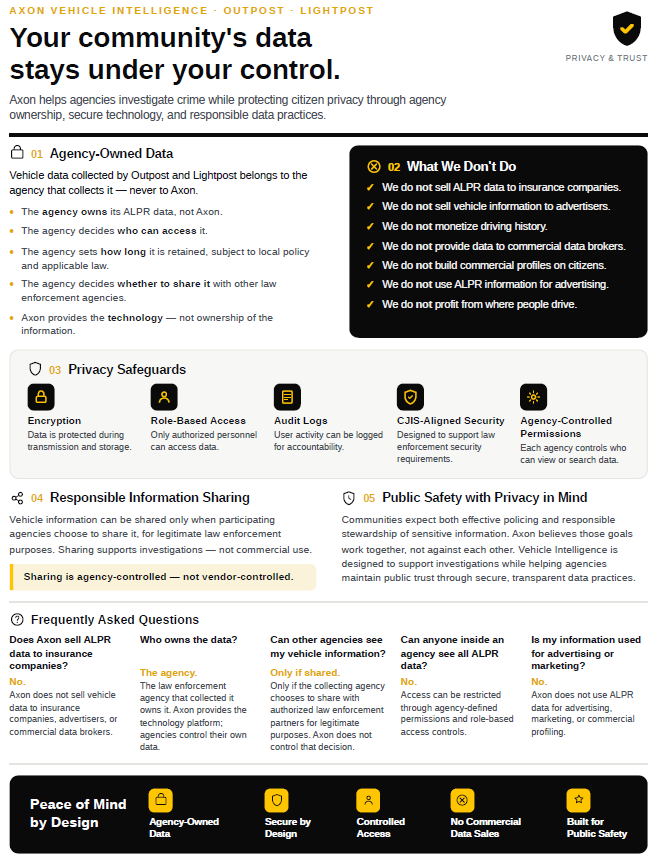 AXON VEHICLE INTELLIGENCE · OUTPOST · LIGHTPOST
Your community's data
stays under your control.
PRIVACY & TRUST
Axon helps agencies investigate crime while protecting citizen privacy through agency
ownership, secure technology, and responsible data practices.
01 Agency-Owned Data
Vehicle data collected by Outpost and Lightpost belongs to the
agency that collects it — never to Axon.
• The agency owns its ALPR data, not Axon.
• The agency decides who can access it.
• The agency sets how long it is retained, subject to local policy
and applicable law.
• The agency decides whether to share it with other law
enforcement agencies.
• Axon provides the technology — not ownership of the
information.
02 What We Don't Do
✓ We do not sell ALPR data to insurance companies.
✓ We do not sell vehicle information to advertisers.
✓ We do not monetize driving history.
✓ We do not provide data to commercial data brokers.
✓ We do not build commercial profiles on citizens.
✓ We do not use ALPR information for advertising.
✓ We do not profit from where people drive.
03 Privacy Safeguards
Encryption
Data is protected during
transmission and storage.
Role-Based Access
Only authorized personnel
can access data.
Audit Logs
User activity can be logged
for accountability.
CJIS-Aligned Security
Designed to support law
enforcement security
requirements.
Agency-Controlled
Permissions
Each agency controls who
can view or search data.
04 Responsible Information Sharing
Vehicle information can be shared only when participating
agencies choose to share it, for legitimate law enforcement
purposes. Sharing supports investigations — not commercial use.
Sharing is agency-controlled — not vendor-controlled.
05 Public Safety with Privacy in Mind
Communities expect both effective policing and responsible
stewardship of sensitive information. Axon believes those goals
work together, not against each other. Vehicle Intelligence is
designed to support investigations while helping agencies
maintain public trust through secure, transparent data practices.
Frequently Asked Questions
Does Axon sell ALPR
data to insurance
companies?
No.
Axon does not sell vehicle
data to insurance
companies, advertisers, or
commercial data brokers.
Who owns the data?
The agency.
The law enforcement
agency that collected it
owns it. Axon provides the
technology platform;
agencies control their own
data.
Can other agencies see
my vehicle information?
Only if shared.
Only if the collecting agency
chooses to share with
authorized law enforcement
partners for legitimate
purposes. Axon does not
control that decision.
Can anyone inside an
agency see all ALPR
data?
No.
Access can be restricted
through agency-defined
permissions and role-based
access controls.
Is my information used
for advertising or
marketing?
No.
Axon does not use ALPR
data for advertising,
marketing, or commercial
profiling.
Peace of Mind
by Design
Agency-Owned
Data
Secure by
Design
Controlled
Access
No Commercial
Data Sales
Built for
Public Safety